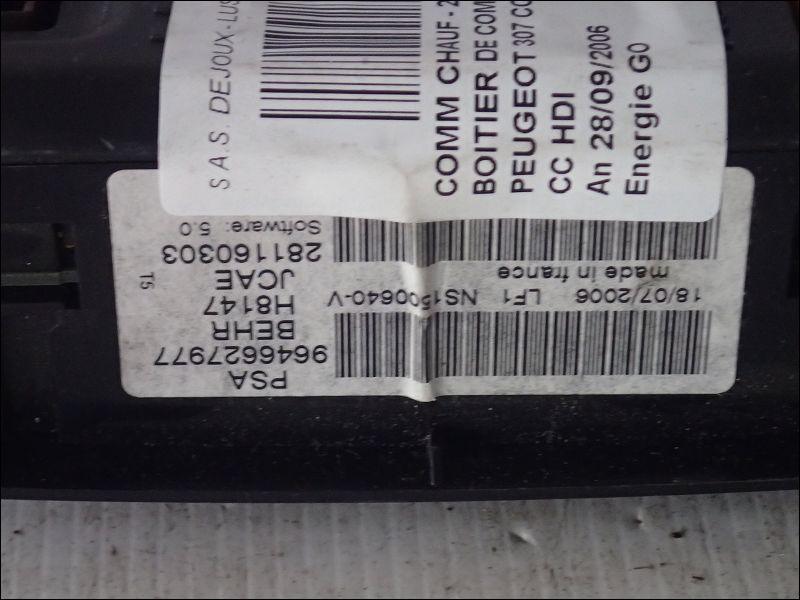 S.A.S. DEJOUX - LUS
COMM CHAUF - 2
BOITIER DE COM
PEUGEOT 307 CC
CC HDI
An 28/09/2006
Energie G0
PSA
9646627977
BEHR
H8147
JCAE
281160303
Software: 5.0
T5
18/07/2006 LF1 NS1500640-V
made in france